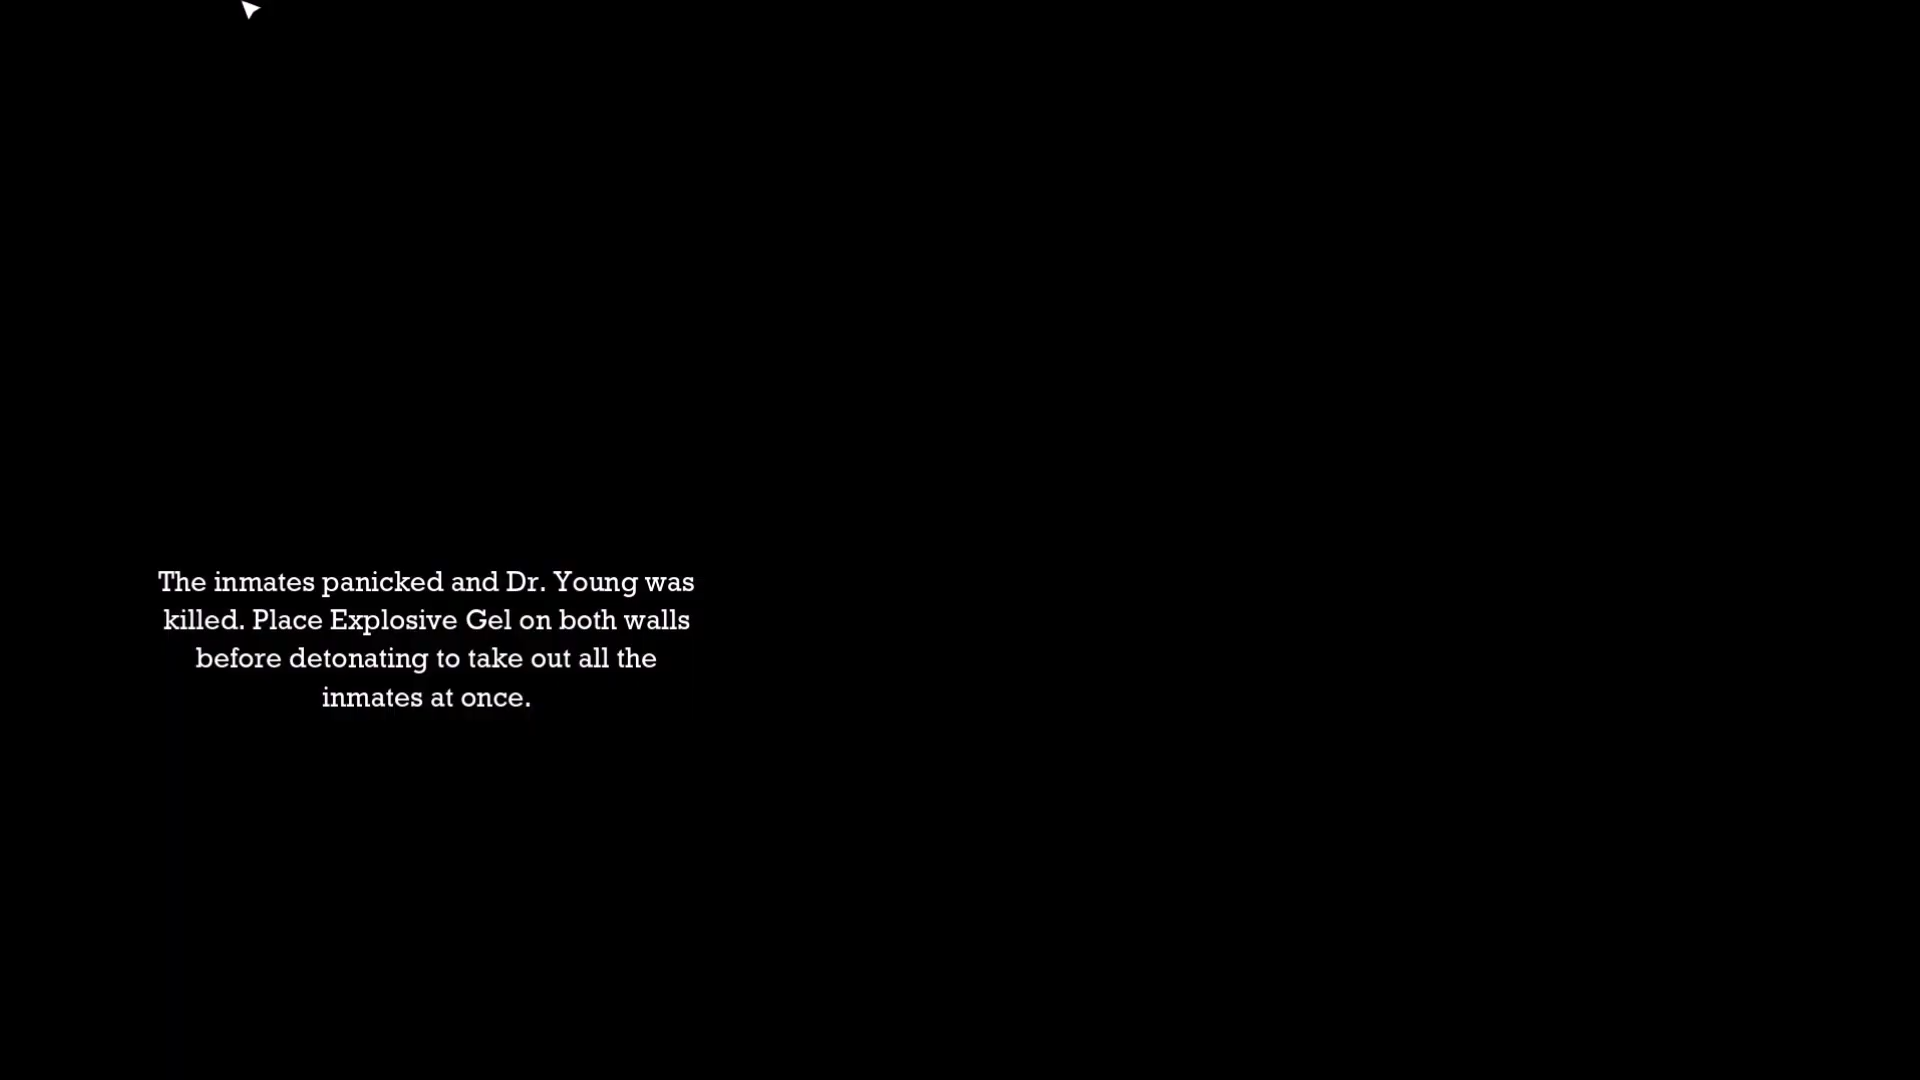 The inmates panicked and Dr. Young was
killed. Place Explosive Gel on both walls
before detonating to take out all the
inmates at once.